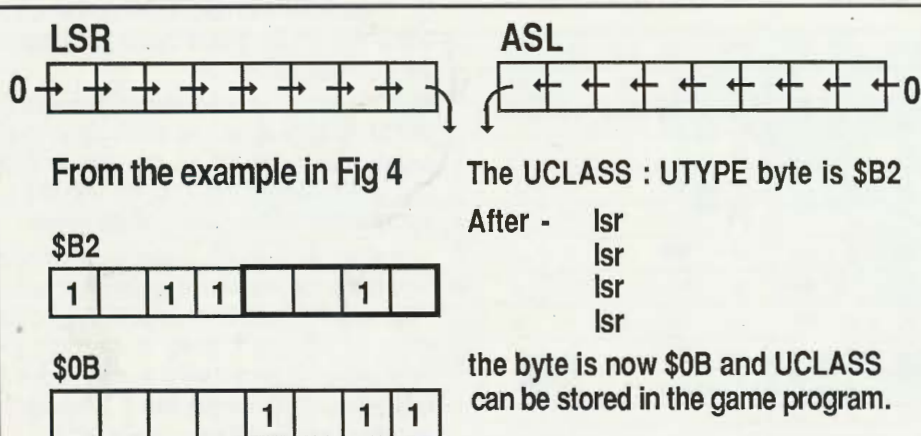 LSR
ASL
0
0
From the example in Fig 4
The UCLASS : UTYPE byte is $B2
After - lsr
lsr
lsr
lsr
$B2
1 1 1 1
the byte is now $0B and UCLASS
can be stored in the game program.
$0B
1 1 1